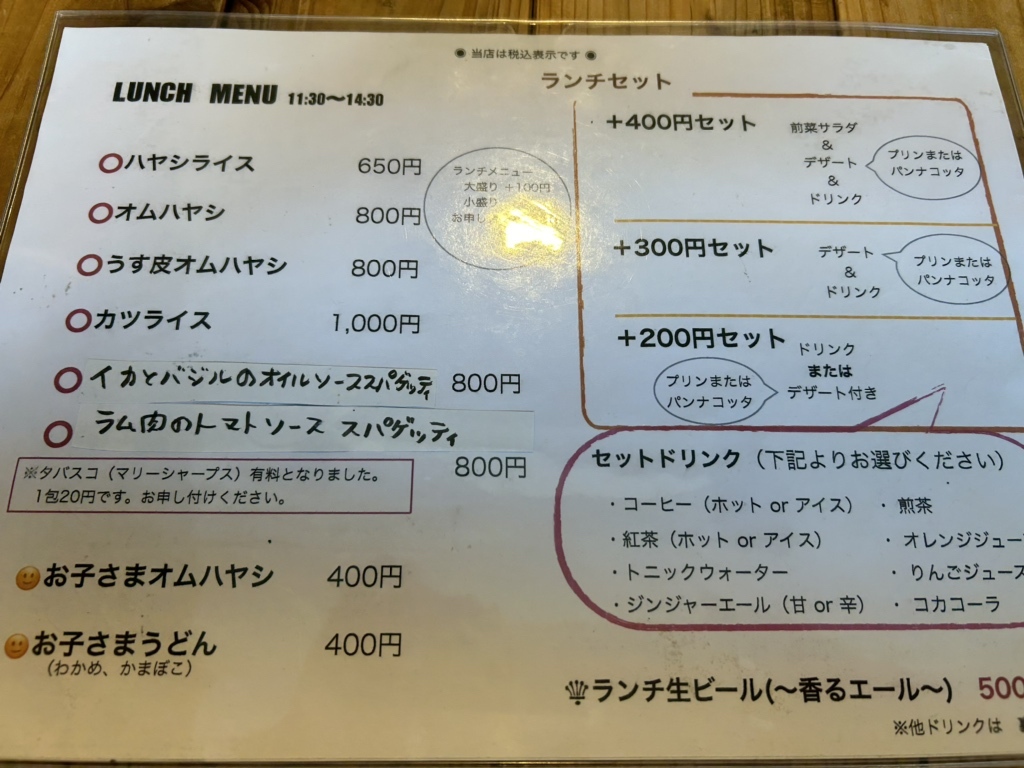 ◉ 当店は税込表示です ◉
LUNCH MENU 11:30〜14:30
○ハヤシライス 650円
○オムハヤシ 800円
○うす皮オムハヤシ 800円
○カツライス 1,000円
○イカとバジルのオイルソーススパゲッティ 800円
○ラム肉のトマトソース スパゲッティ
800円
ランチメニュー
大盛り +100円
小盛り
お申し
※タバスコ（マリーシャープス）有料となりました。
1包20円です。お申し付けください。
お子さまオムハヤシ 400円
お子さまうどん 400円
（わかめ、かまぼこ）
ランチセット
+400円セット
前菜サラダ
&
デザート
&
ドリンク
プリンまたは
パンナコッタ
+300円セット
デザート
&
ドリンク
プリンまたは
パンナコッタ
+200円セット
ドリンク
または
デザート付き
プリンまたは
パンナコッタ
セットドリンク（下記よりお選びください）
・コーヒー（ホット or アイス） ・煎茶
・紅茶（ホット or アイス） ・オレンジジュー
・トニックウォーター ・りんごジュース
・ジンジャーエール（甘 or 辛） ・コカコーラ
ランチ生ビール(〜香るエール〜) 500
※他ドリンクは